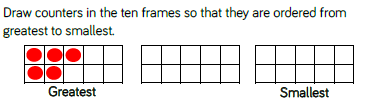 Draw counters in the ten frames so that they are ordered from
greatest to smallest.
Greatest
Smallest